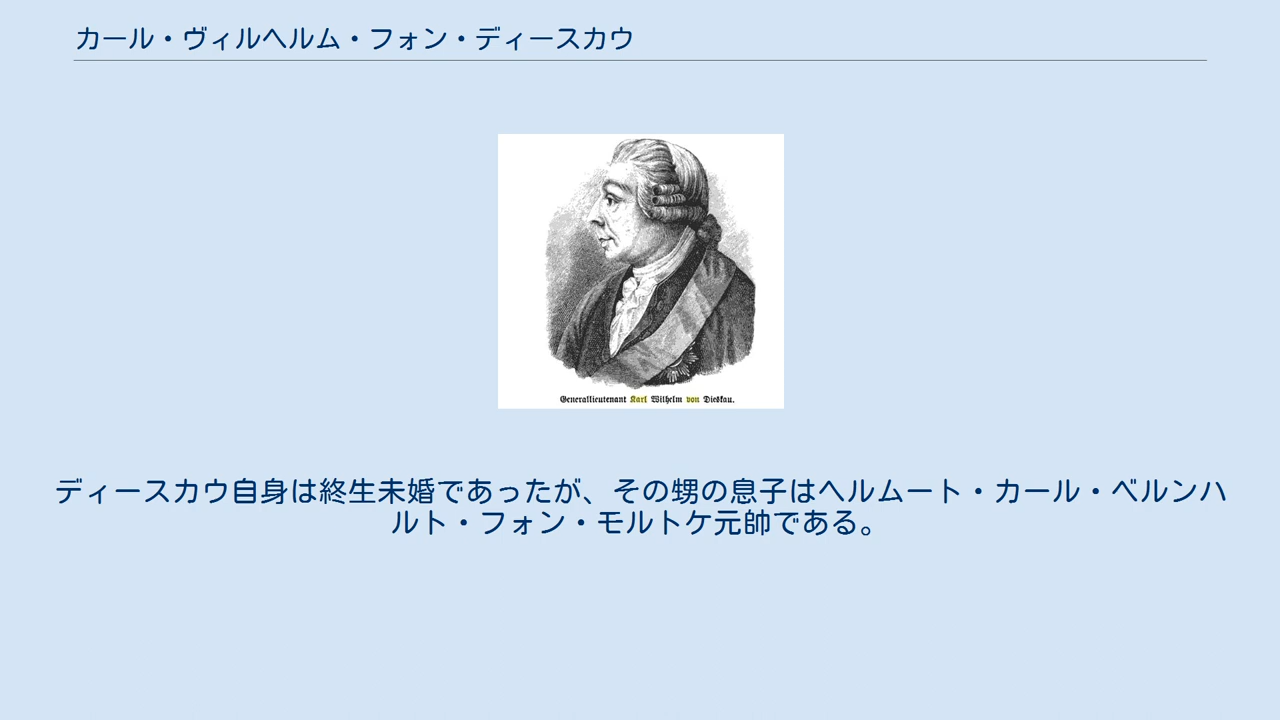 カール・ヴィルヘルム・フォン・ディースカウ
Generallieutenant Karl Wilhelm von Dieskau.
ディースカウ自身は終生未婚であったが、その甥の息子はヘルムート・カール・ベルンハ
ルト・フォン・モルトケ元帥である。